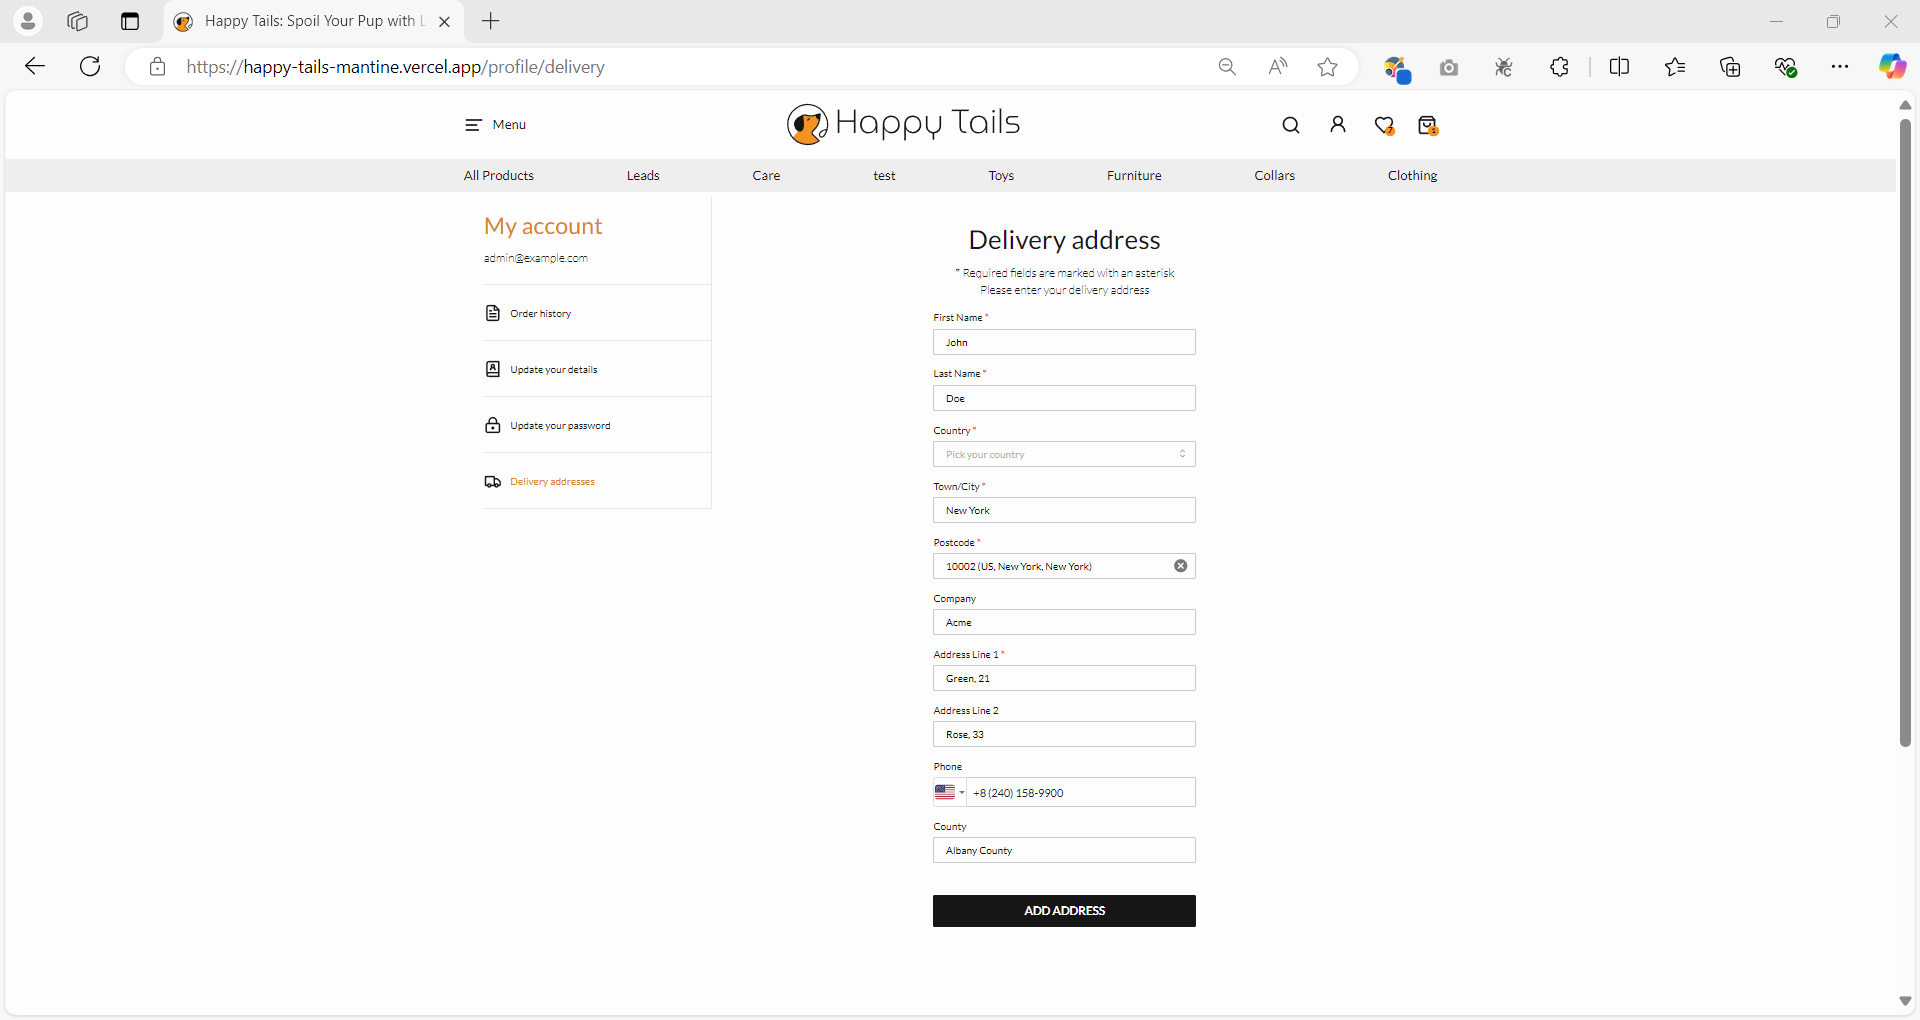 Happy Tails: Spoil Your Pup with L
https://happy-tails-mantine.vercel.app/profile/delivery
Menu
Happy Tails
7
1
All Products
Leads
Care
test
Toys
Furniture
Collars
Clothing
My account
admin@example.com
Order history
Update your details
Update your password
Delivery addresses
Delivery address
* Required fields are marked with an asterisk
Please enter your delivery address
First Name *
John
Last Name *
Doe
Country *
Pick your country
Town/City *
New York
Postcode *
10002 (US, New York, New York)
Company
Acme
Address Line 1 *
Green, 21
Address Line 2
Rose, 33
Phone
+8 (240) 158-9900
County
Albany County
ADD ADDRESS